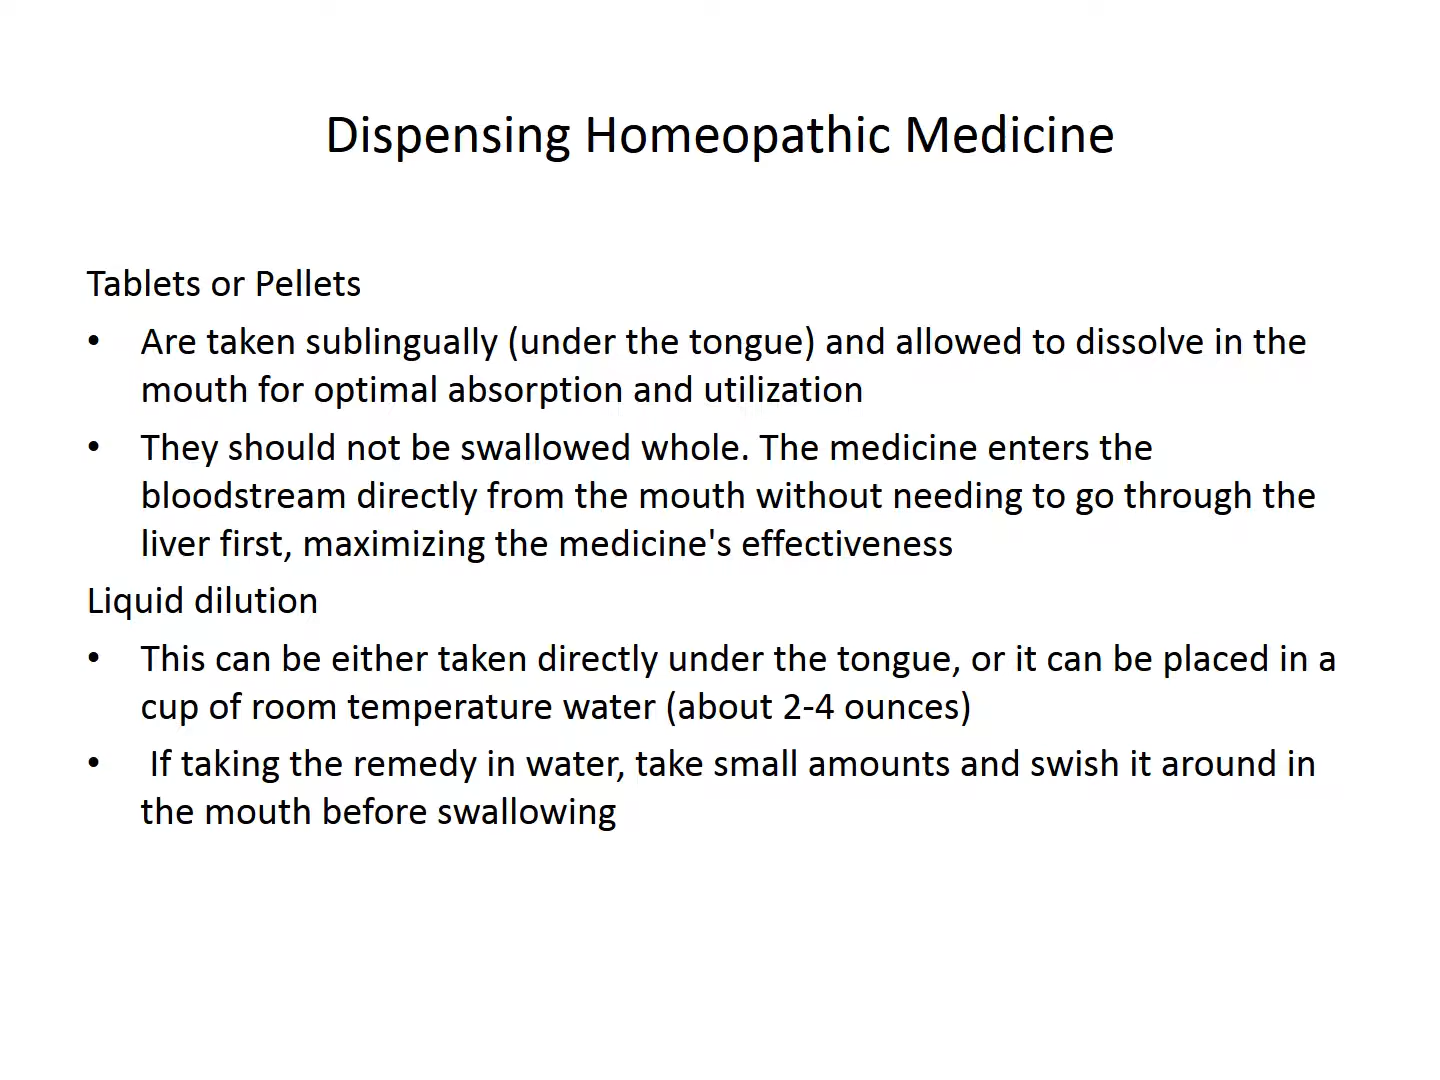 Dispensing Homeopathic Medicine
Tablets or Pellets
• Are taken sublingually (under the tongue) and allowed to dissolve in the
mouth for optimal absorption and utilization
• They should not be swallowed whole. The medicine enters the
bloodstream directly from the mouth without needing to go through the
liver first, maximizing the medicine's effectiveness
Liquid dilution
• This can be either taken directly under the tongue, or it can be placed in a
cup of room temperature water (about 2-4 ounces)
• If taking the remedy in water, take small amounts and swish it around in
the mouth before swallowing